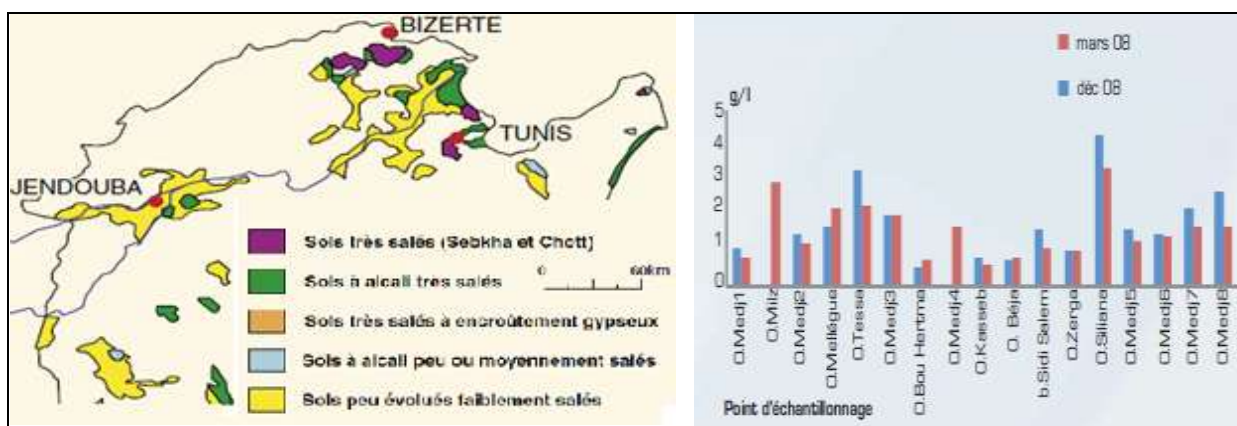 BIZERTE
TUNIS
JENDOUBA
Sols très salés (Sebkha et Chott)
Sols à alcali très salés
0 60km
Sols très salés à encroûtement gypseux
Sols à alcali peu ou moyennement salés
Sols peu évolués faiblement salés
mars 08
déc 08
g/l
5
4
3
3
2
1
0
O.Medj1
O.Milz
O.Medj2
O.Mellégue
O.Tessa
O.Medj3
O.Bou Hertma
O.Medj4
O.Kasseb
O. Béja
b.Sidi Salem
O.Zerga
O.Siliana
O.Medj5
O.Medj6
O.Medj7
O.Medj8
Point d'échantillonnage